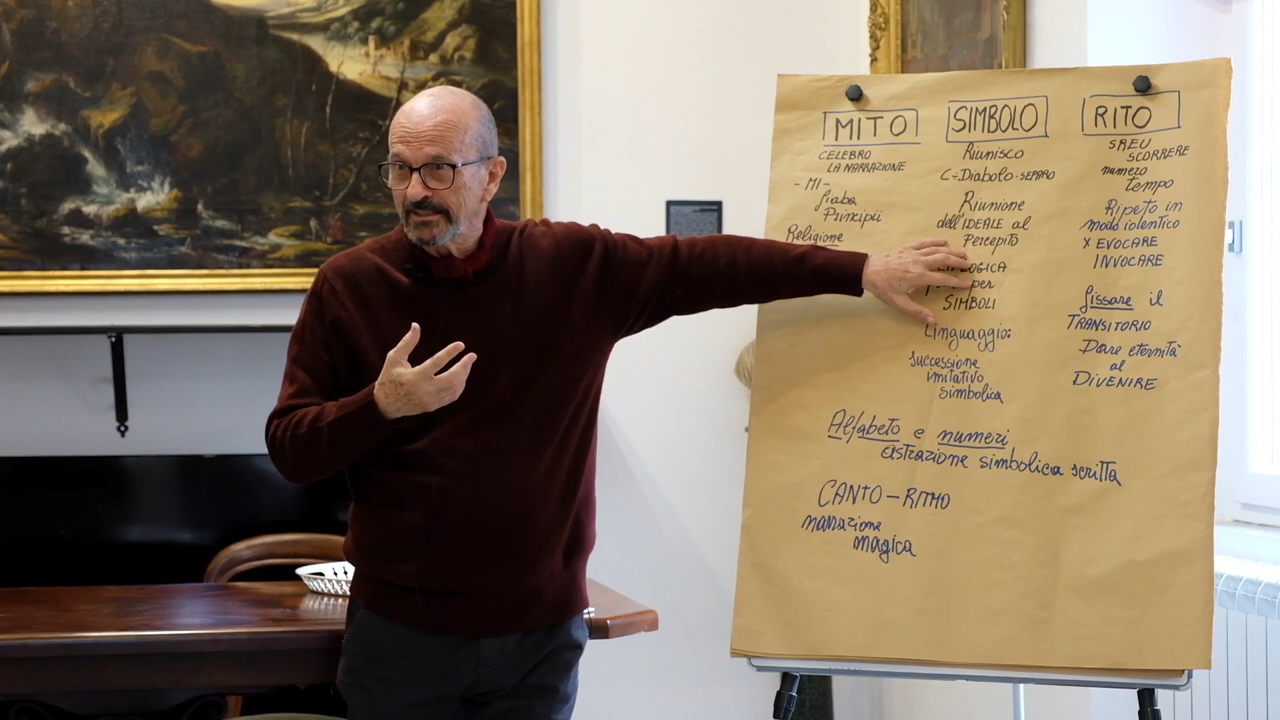 MITO
CELEBRO
LA NARRAZIONE
- MI -
fiaba
Principii
Religione
SIMBOLO
Riunisco
C÷Diabolo-SEPARO
Riunione
dell'IDEALE al
Percepito
per
SIMBOLI
Linguaggio:
successione
imitativo
simbolica
RITO
SREU
SCORRERE
numero
tempo
Ripeto in
modo identico
X EVOCARE
INVOCARE
fissare il
TRANSITORIO
Dare eternità
al
DIVENIRE
Alfabeto e numeri
astrazione simbolica scritta
CANTO - RITMO
narrazione
magica